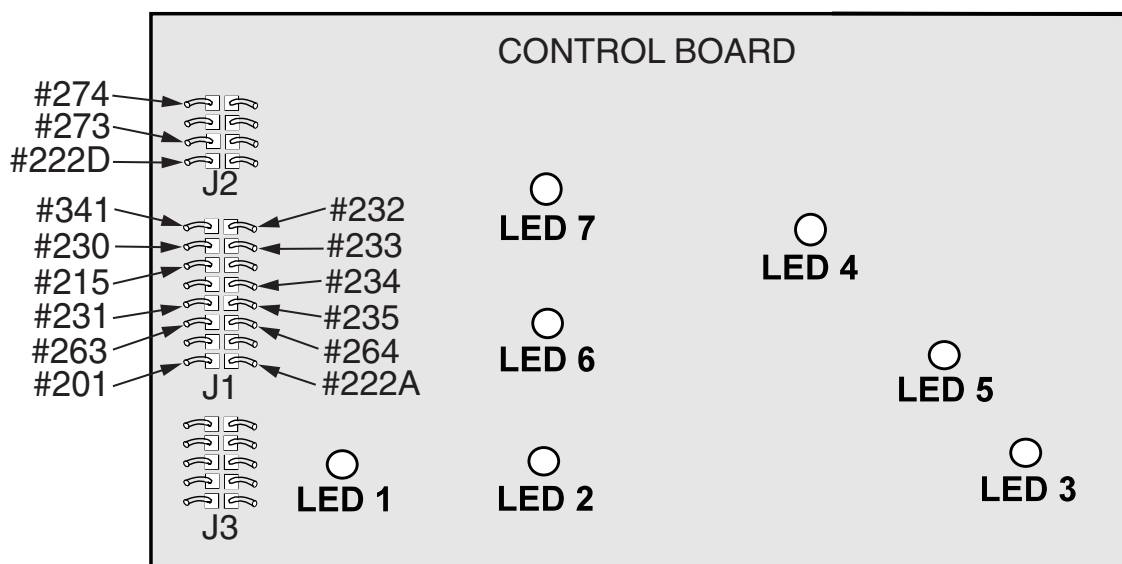 CONTROL BOARD
#274
#273
#222D
J2
#341
#230
#215
#231
#263
#201
#232
#233
#234
#235
#264
#222A
J1
J3
LED 7
LED 4
LED 6
LED 5
LED 1
LED 2
LED 3